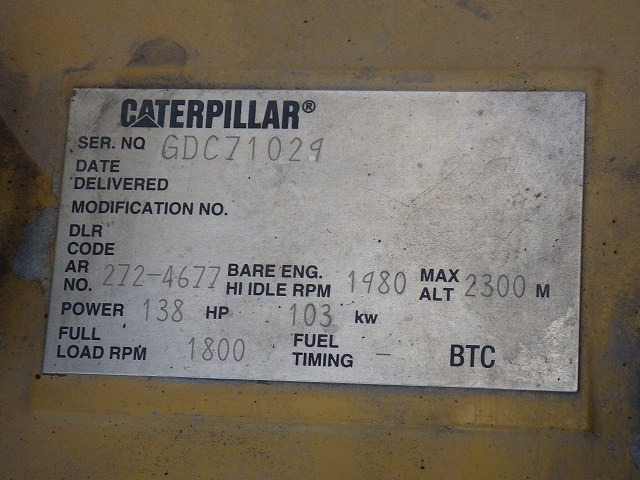 CATERPILLAR®
SER. NO GDC71029
DATE
DELIVERED
MODIFICATION NO.
DLR
CODE
AR
NO. 272-4677 BARE ENG.
HI IDLE RPM 1980 MAX
ALT 2300 M
POWER 138 HP 103 kw
FULL
LOAD RPM 1800 FUEL
TIMING - BTC